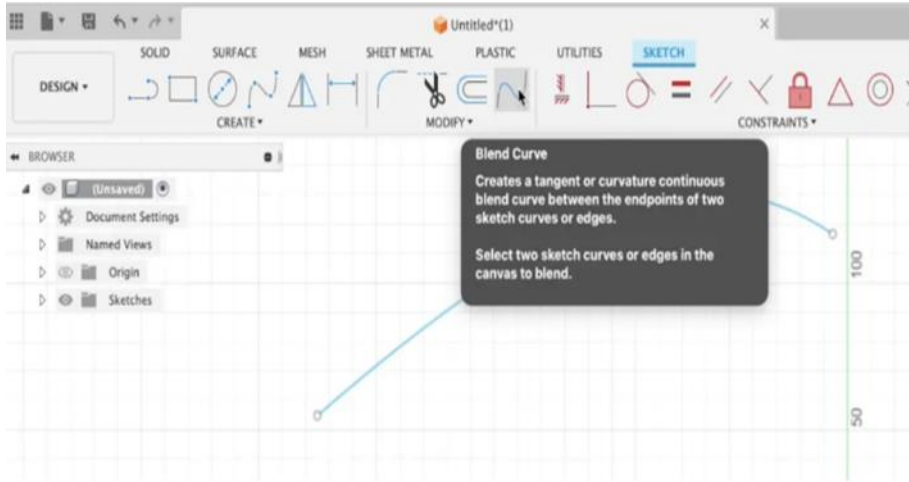 Untitled*(1)
SOLID SURFACE MESH SHEET METAL PLASTIC UTILITIES SKETCH
DESIGN
CREATE MODIFY CONSTRAINTS
BROWSER
(Unsaved)
Document Settings
Named Views
Origin
Sketches
Blend Curve
Creates a tangent or curvature continuous
blend curve between the endpoints of two
sketch curves or edges.
Select two sketch curves or edges in the
canvas to blend.
100
50